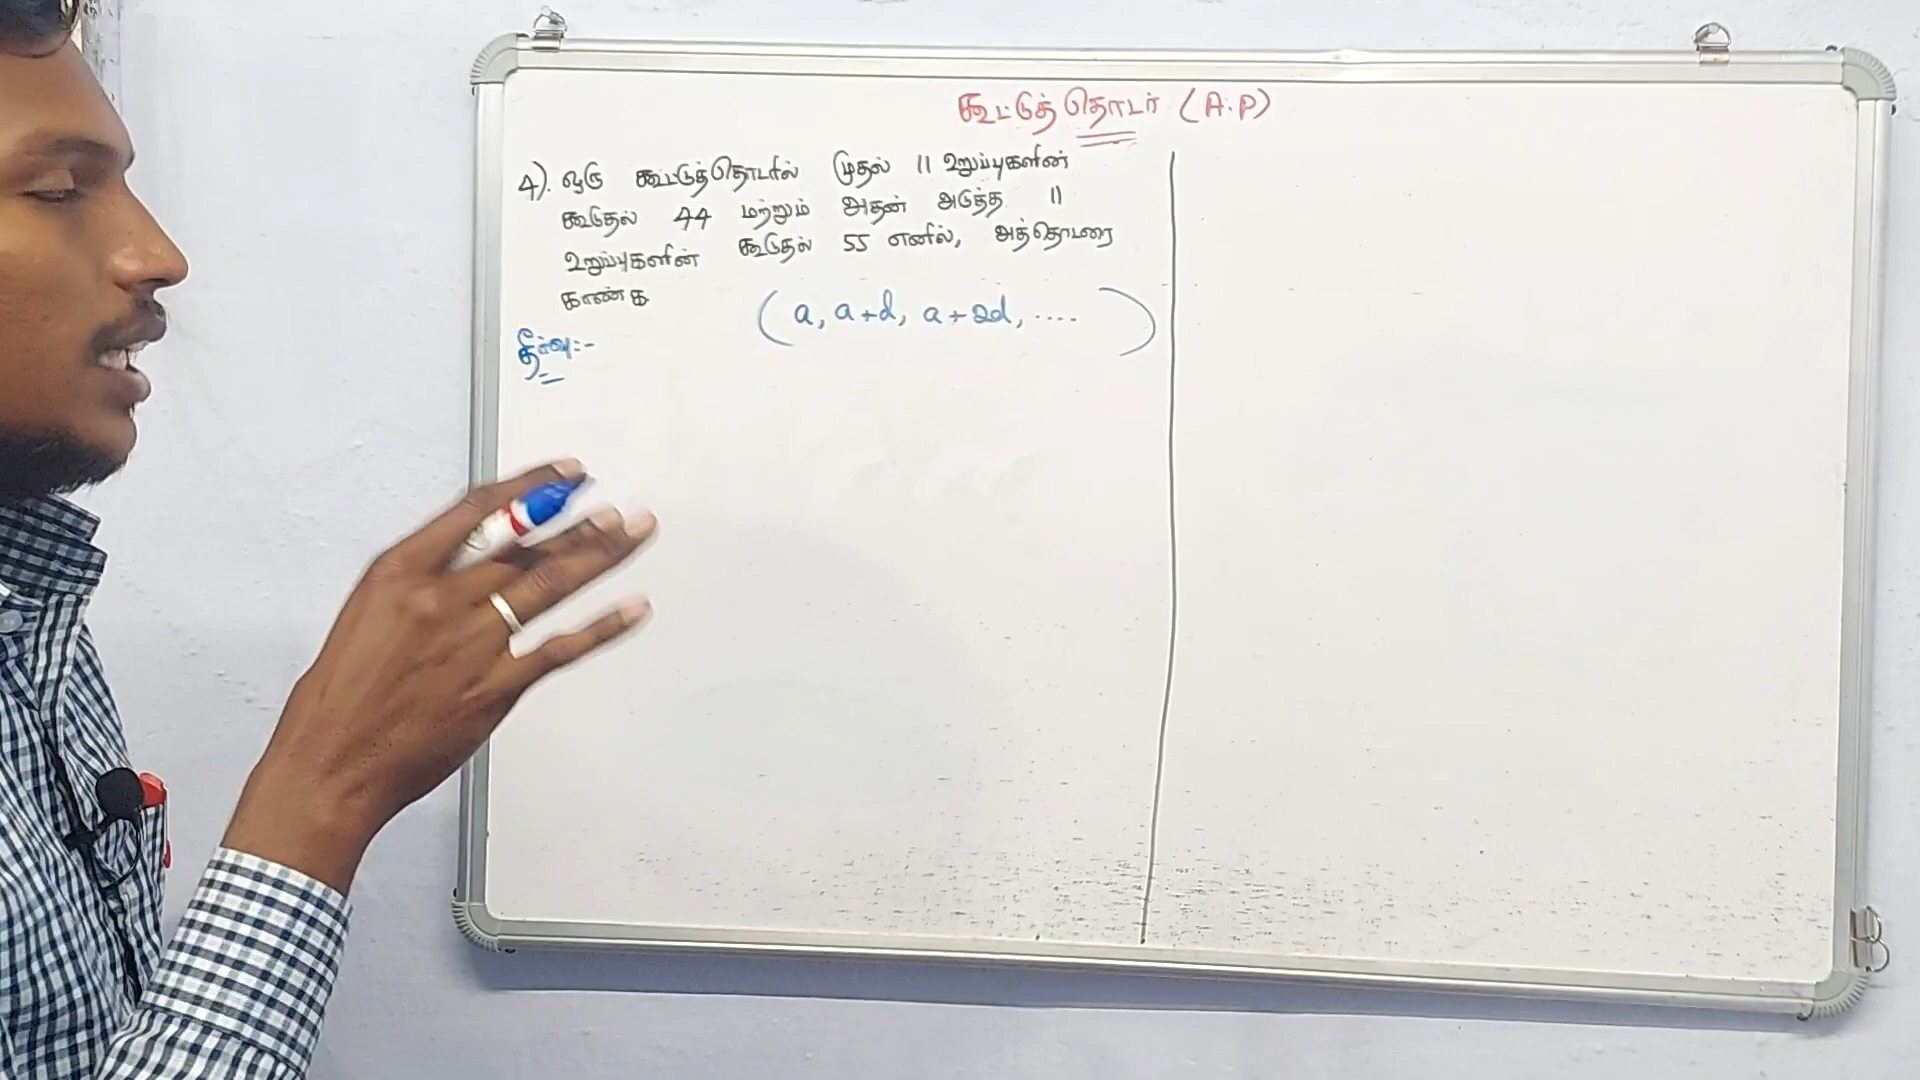 கூட்டுத் தொடர் (A.P)
4). ஒரு கூட்டுத்தொடரில் முதல் 11 உறுப்புகளின்
கூடுதல் 44 மற்றும் அதன் அடுத்த 11
உறுப்புகளின் கூடுதல் 55 எனில், அத்தொடரை
காண்க
(a, a+d, a+2d, ....)
தீர்வு:-